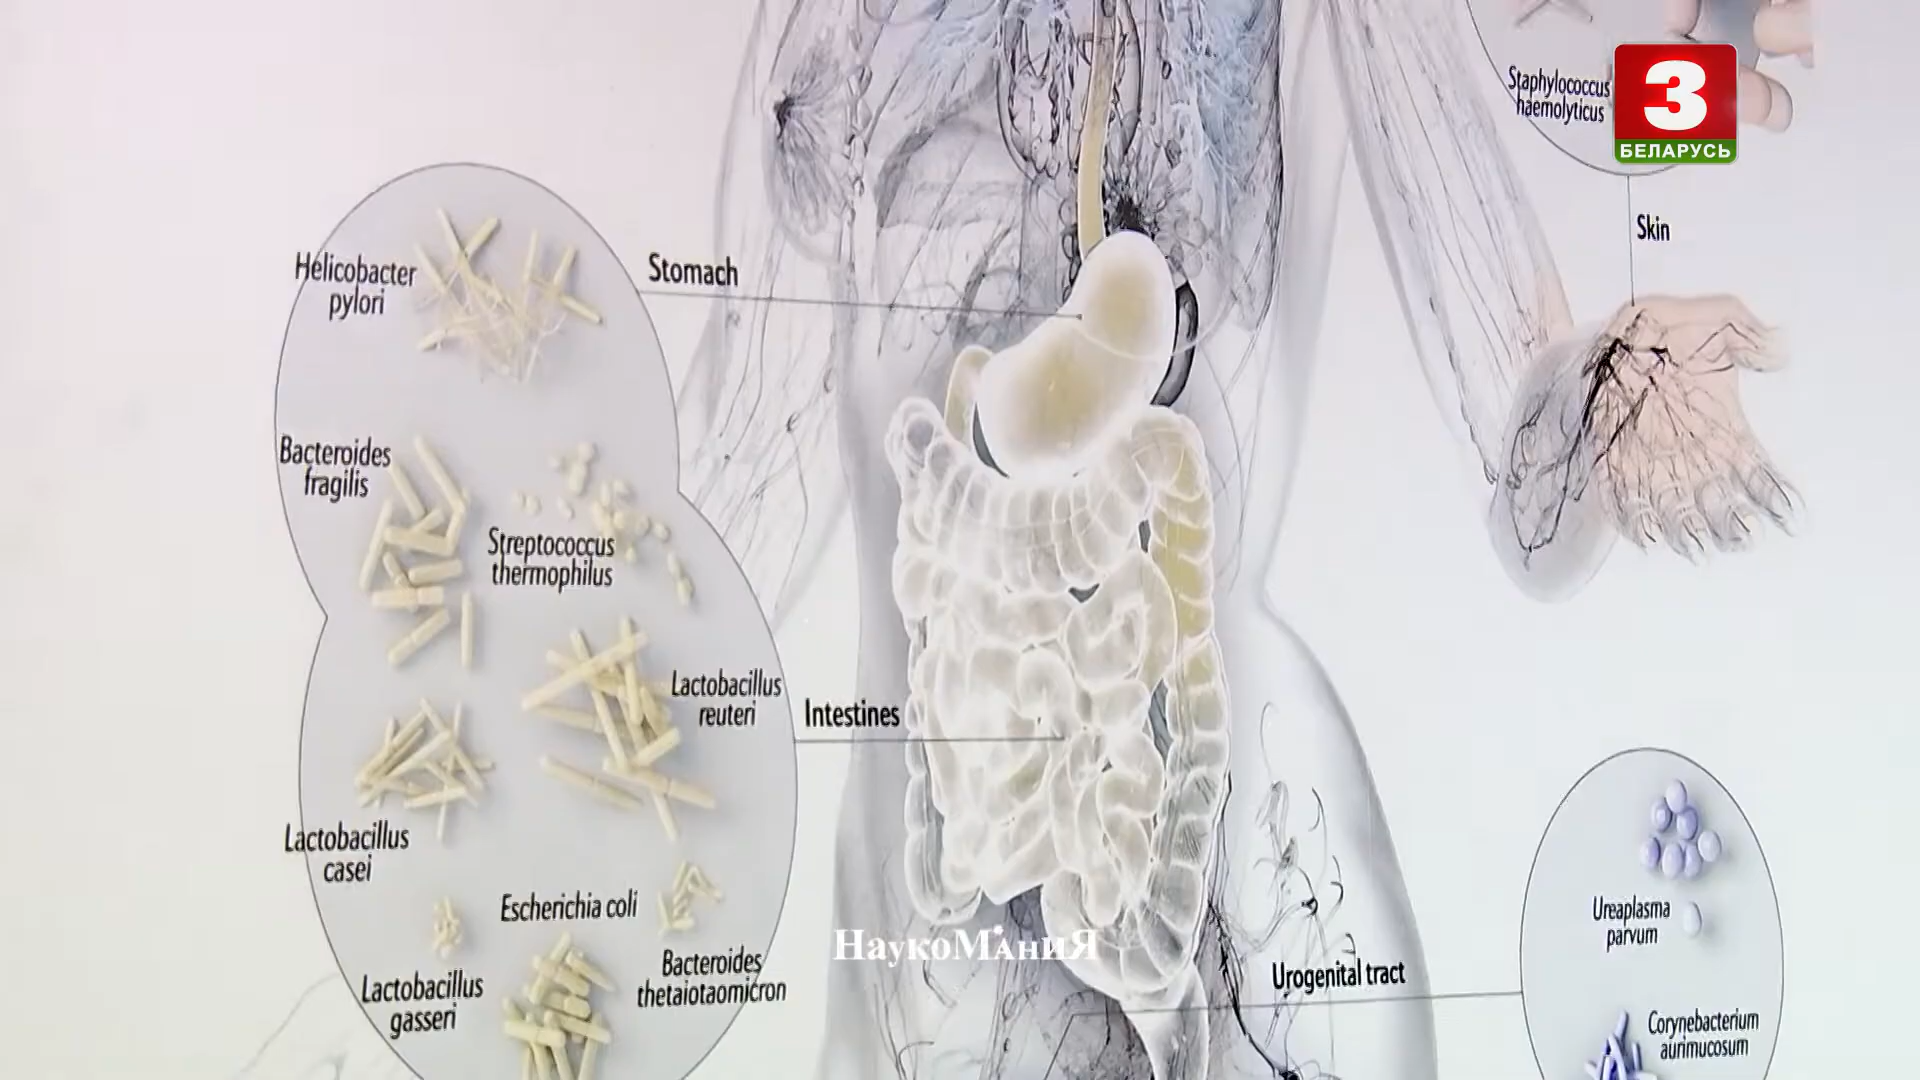 Staphylococcus
haemolyticus
3
БЕЛАРУСЬ
Skin
Helicobacter
pylori
Stomach
Bacteroides
fragilis
Streptococcus
thermophilus
Lactobacillus
reuteri
Intestines
Lactobacillus
casei
Escherichia coli
Ureaplasma
parvum
НаукоМАниЯ
Bacteroides
thetaiotaomicron
Lactobacillus
gasseri
Urogenital tract
Corynebacterium
aurimucosum